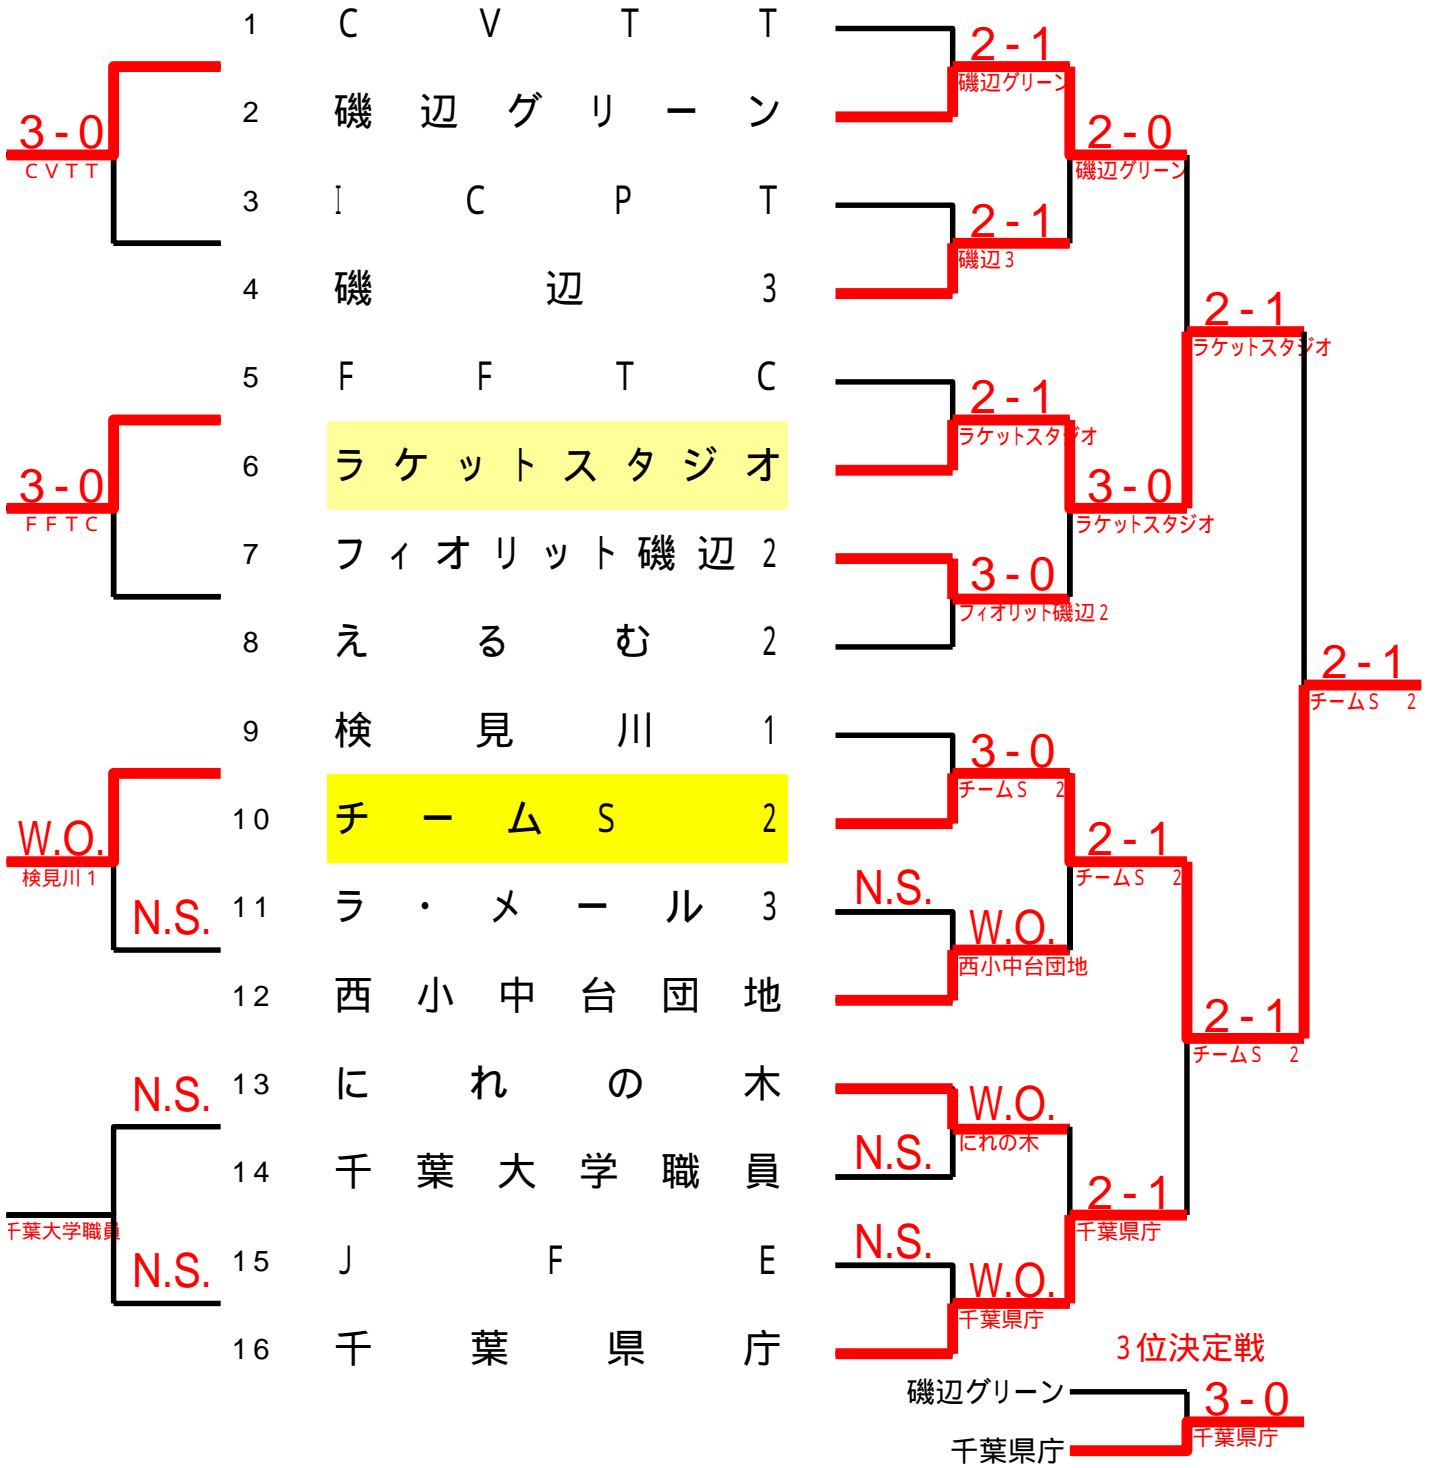 1 CVTT
2-1
磯辺グリーン
2 磯辺グリーン
3-0
CVTT
2-0
磯辺グリーン
3 ICPT
2-1
磯辺3
4 磯辺3
2-1
ラケットスタジオ
5 FFTC
2-1
ラケットスタジオ
6 ラケットスタジオ
3-0
FFTC
3-0
ラケットスタジオ
7 フィオリット磯辺2
3-0
フィオリット磯辺2
8 えるむ2
2-1
チームS 2
9 検見川1
3-0
チームS 2
10 チームS 2
W.O.
検見川1
2-1
チームS 2
N.S. 11 ラ・メール3 N.S.
W.O.
西小中台団地
12 西小中台団地
2-1
チームS 2
N.S. 13 にれの木
W.O.
にれの木
14 千葉大学職員 N.S.
千葉大学職員
2-1
千葉県庁
N.S. 15 JFE N.S.
W.O.
千葉県庁
16 千葉県庁
3位決定戦
磯辺グリーン
3-0
千葉県庁
千葉県庁